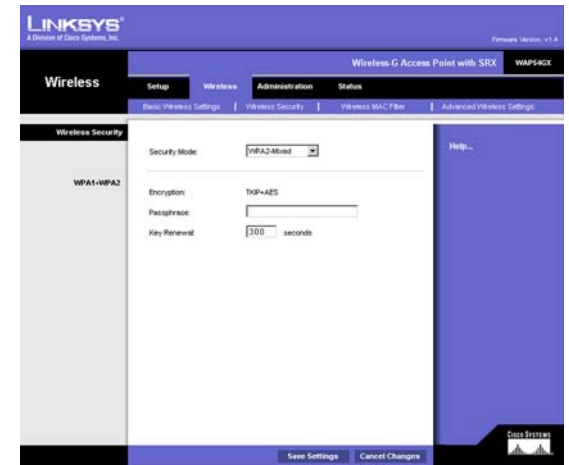 LINKSYS®
A Division of Cisco Systems, Inc.
Firmware Version: v1.4
Wireless-G Access Point with SRX
WAP54GX
Wireless
Setup
Wireless
Administration
Status
Basic Wireless Settings | Wireless Security | Wireless MAC Filter | Advanced Wireless Settings
Wireless Security
Security Mode:
WPA2-Mixed
Help...
WPA1+WPA2
Encryption:
TKIP+AES
Passphrase:
Key Renewal:
300 seconds
CISCO SYSTEMS
Save Settings
Cancel Changes